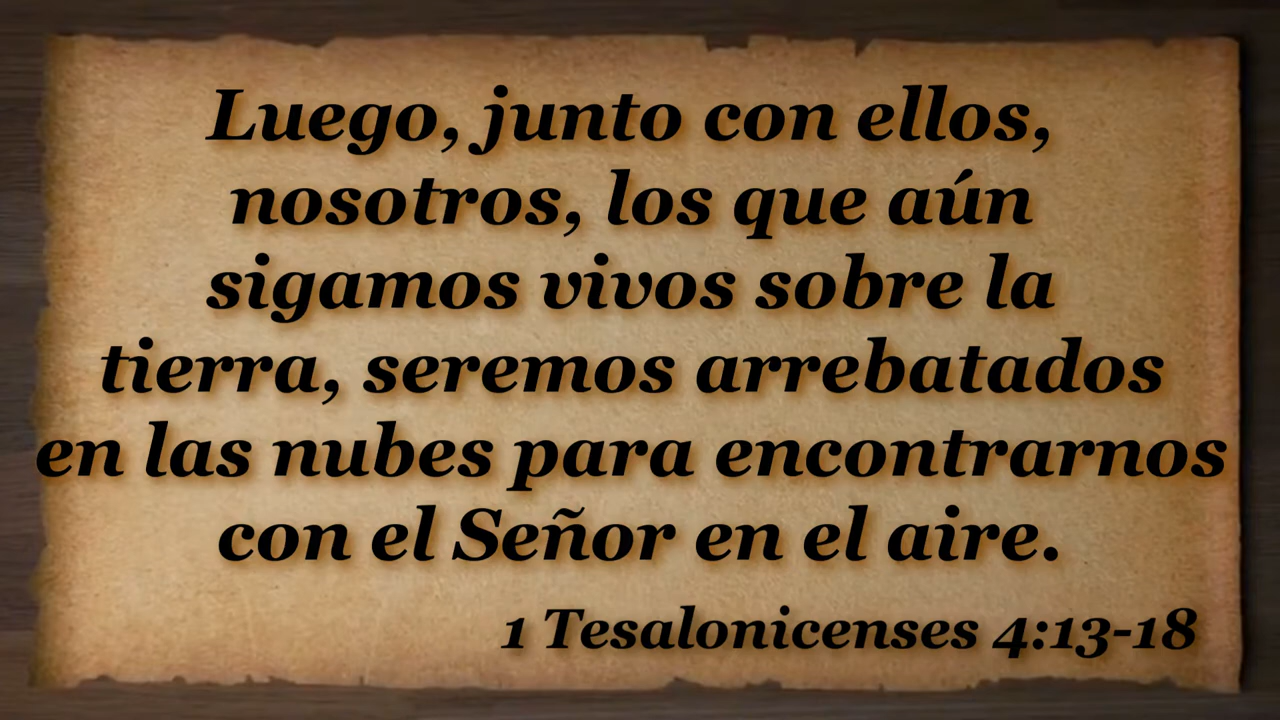 Luego, junto con ellos,
nosotros, los que aún
sigamos vivos sobre la
tierra, seremos arrebatados
en las nubes para encontrarnos
con el Señor en el aire.
1 Tesalonicenses 4:13-18